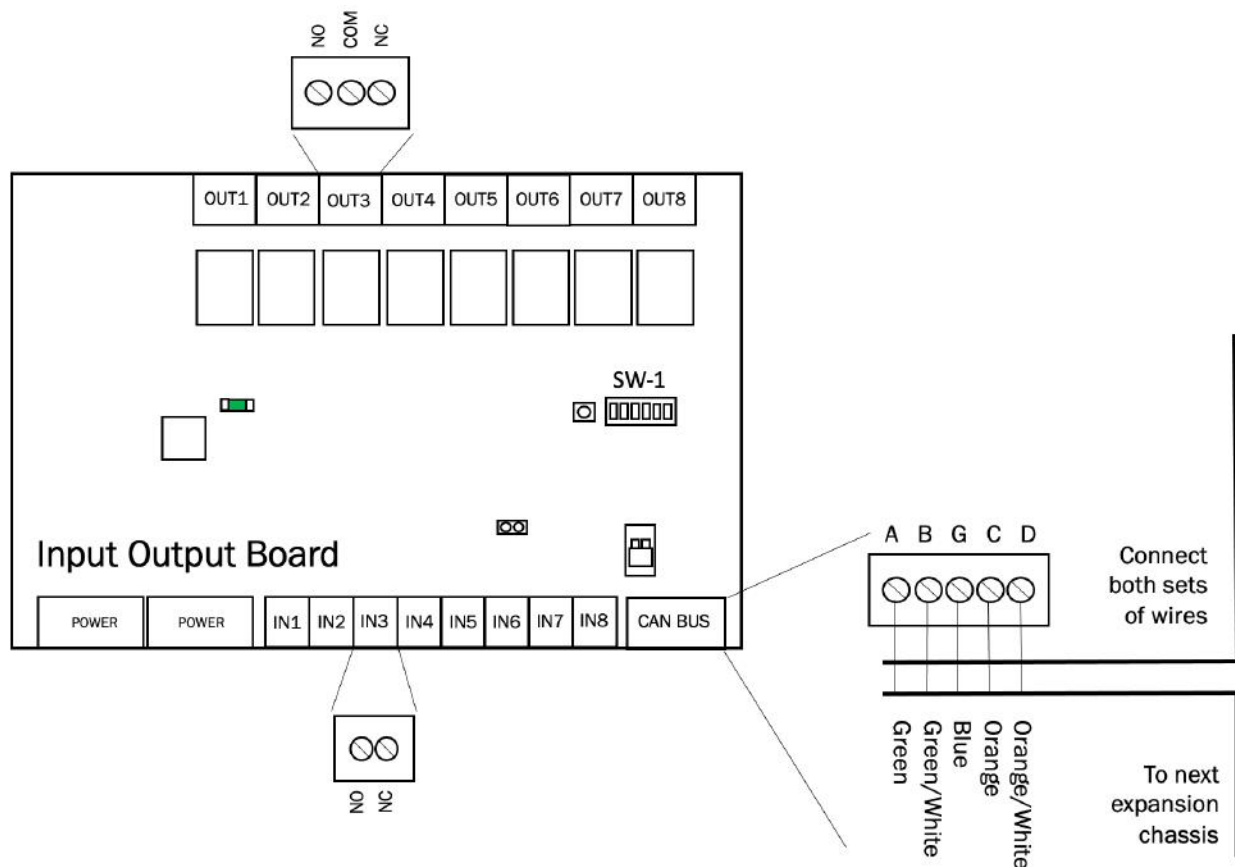 NO COM NC
OUT1 OUT2 OUT3 OUT4 OUT5 OUT6 OUT7 OUT8
SW-1
Input Output Board
POWER POWER IN1 IN2 IN3 IN4 IN5 IN6 IN7 IN8 CAN BUS
NO NC
A B G C D
Connect
both sets
of wires
Green
Green/White
Blue
Orange
Orange/White
To next
expansion
chassis